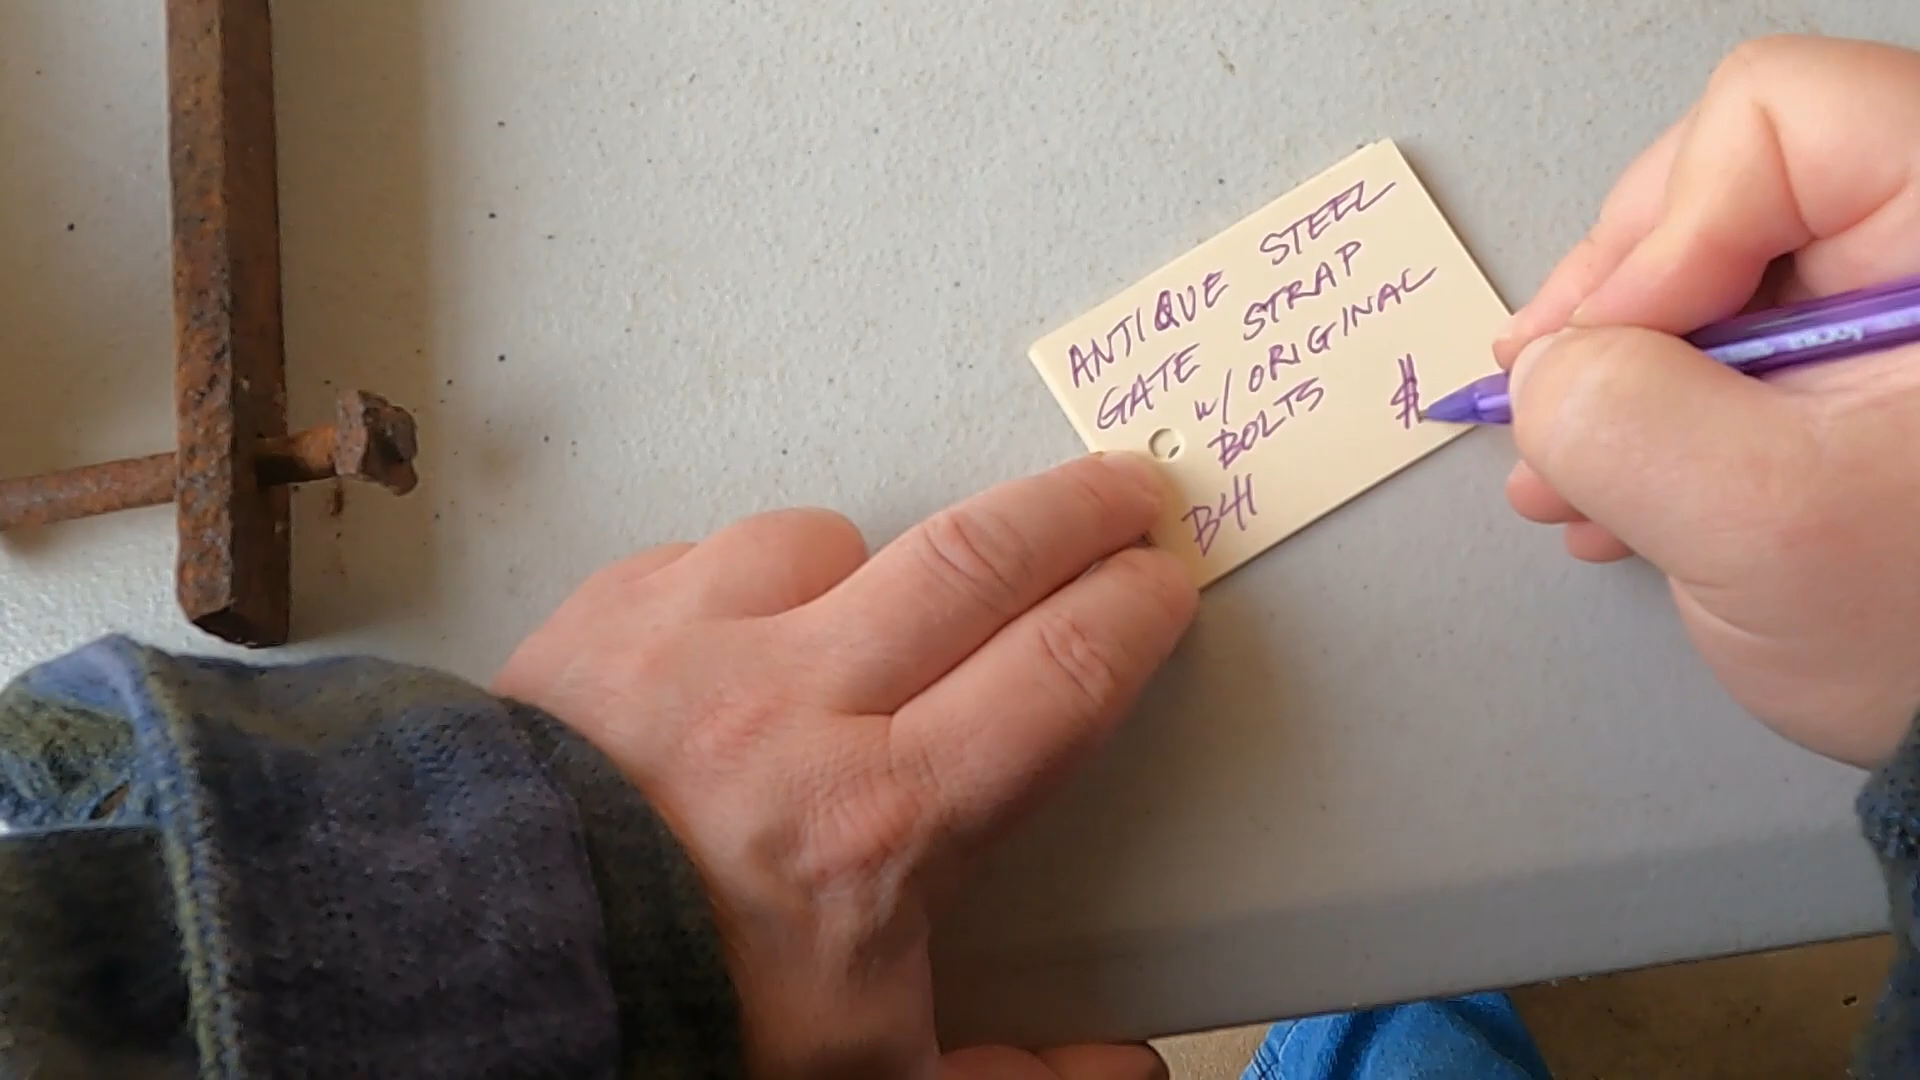 ANTIQUE STEEL
GATE STRAP
w/ ORIGINAL
BOLTS
$
B41